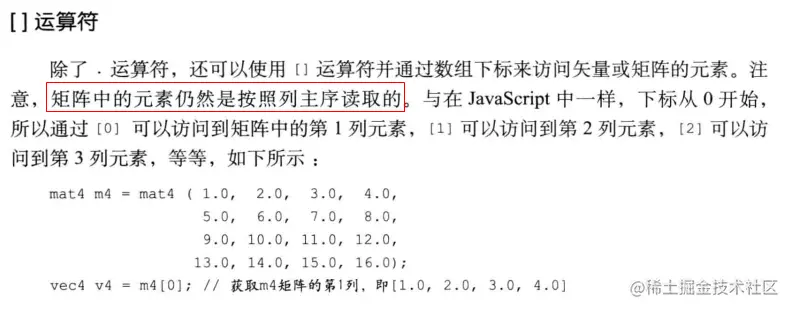 [ ] 运算符
除了 . 运算符，还可以使用 [] 运算符并通过数组下标来访问矢量或矩阵的元素。注
意，矩阵中的元素仍然是按照列主序读取的。与在 JavaScript 中一样，下标从 0 开始，
所以通过 [0] 可以访问到矩阵中的第 1 列元素，[1] 可以访问到第 2 列元素，[2] 可以访
问到第 3 列元素，等等，如下所示：
mat4 m4 = mat4 ( 1.0, 2.0, 3.0, 4.0,
5.0, 6.0, 7.0, 8.0,
9.0, 10.0, 11.0, 12.0,
13.0, 14.0, 15.0, 16.0);
vec4 v4 = m4[0]; // 获取m4矩阵的第1列，即[1.0, 2.0, 3.0, 4.0]
@稀土掘金技术社区